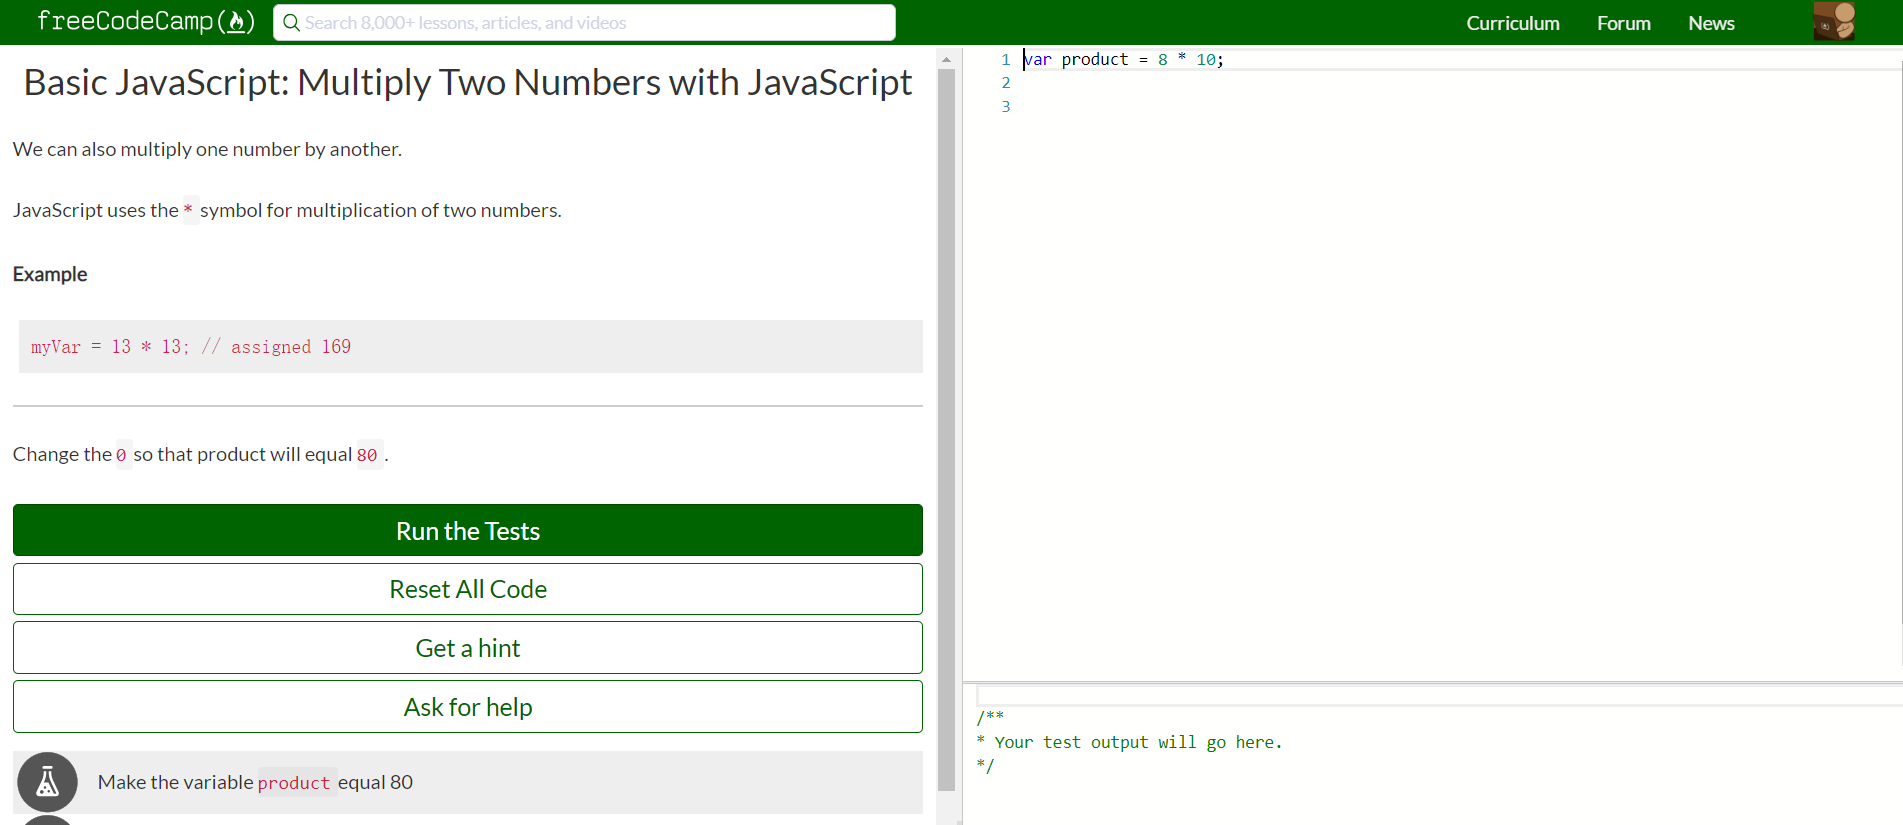 freeCodeCamp
Search 8,000+ lessons, articles, and videos
Curriculum
Forum
News
Basic JavaScript: Multiply Two Numbers with JavaScript
We can also multiply one number by another.
JavaScript uses the * symbol for multiplication of two numbers.
Example
myVar = 13 * 13; // assigned 169
Change the 0 so that product will equal 80 .
Run the Tests
Reset All Code
Get a hint
Ask for help
Make the variable product equal 80
1 var product = 8 * 10;
2
3
/**
* Your test output will go here.
*/